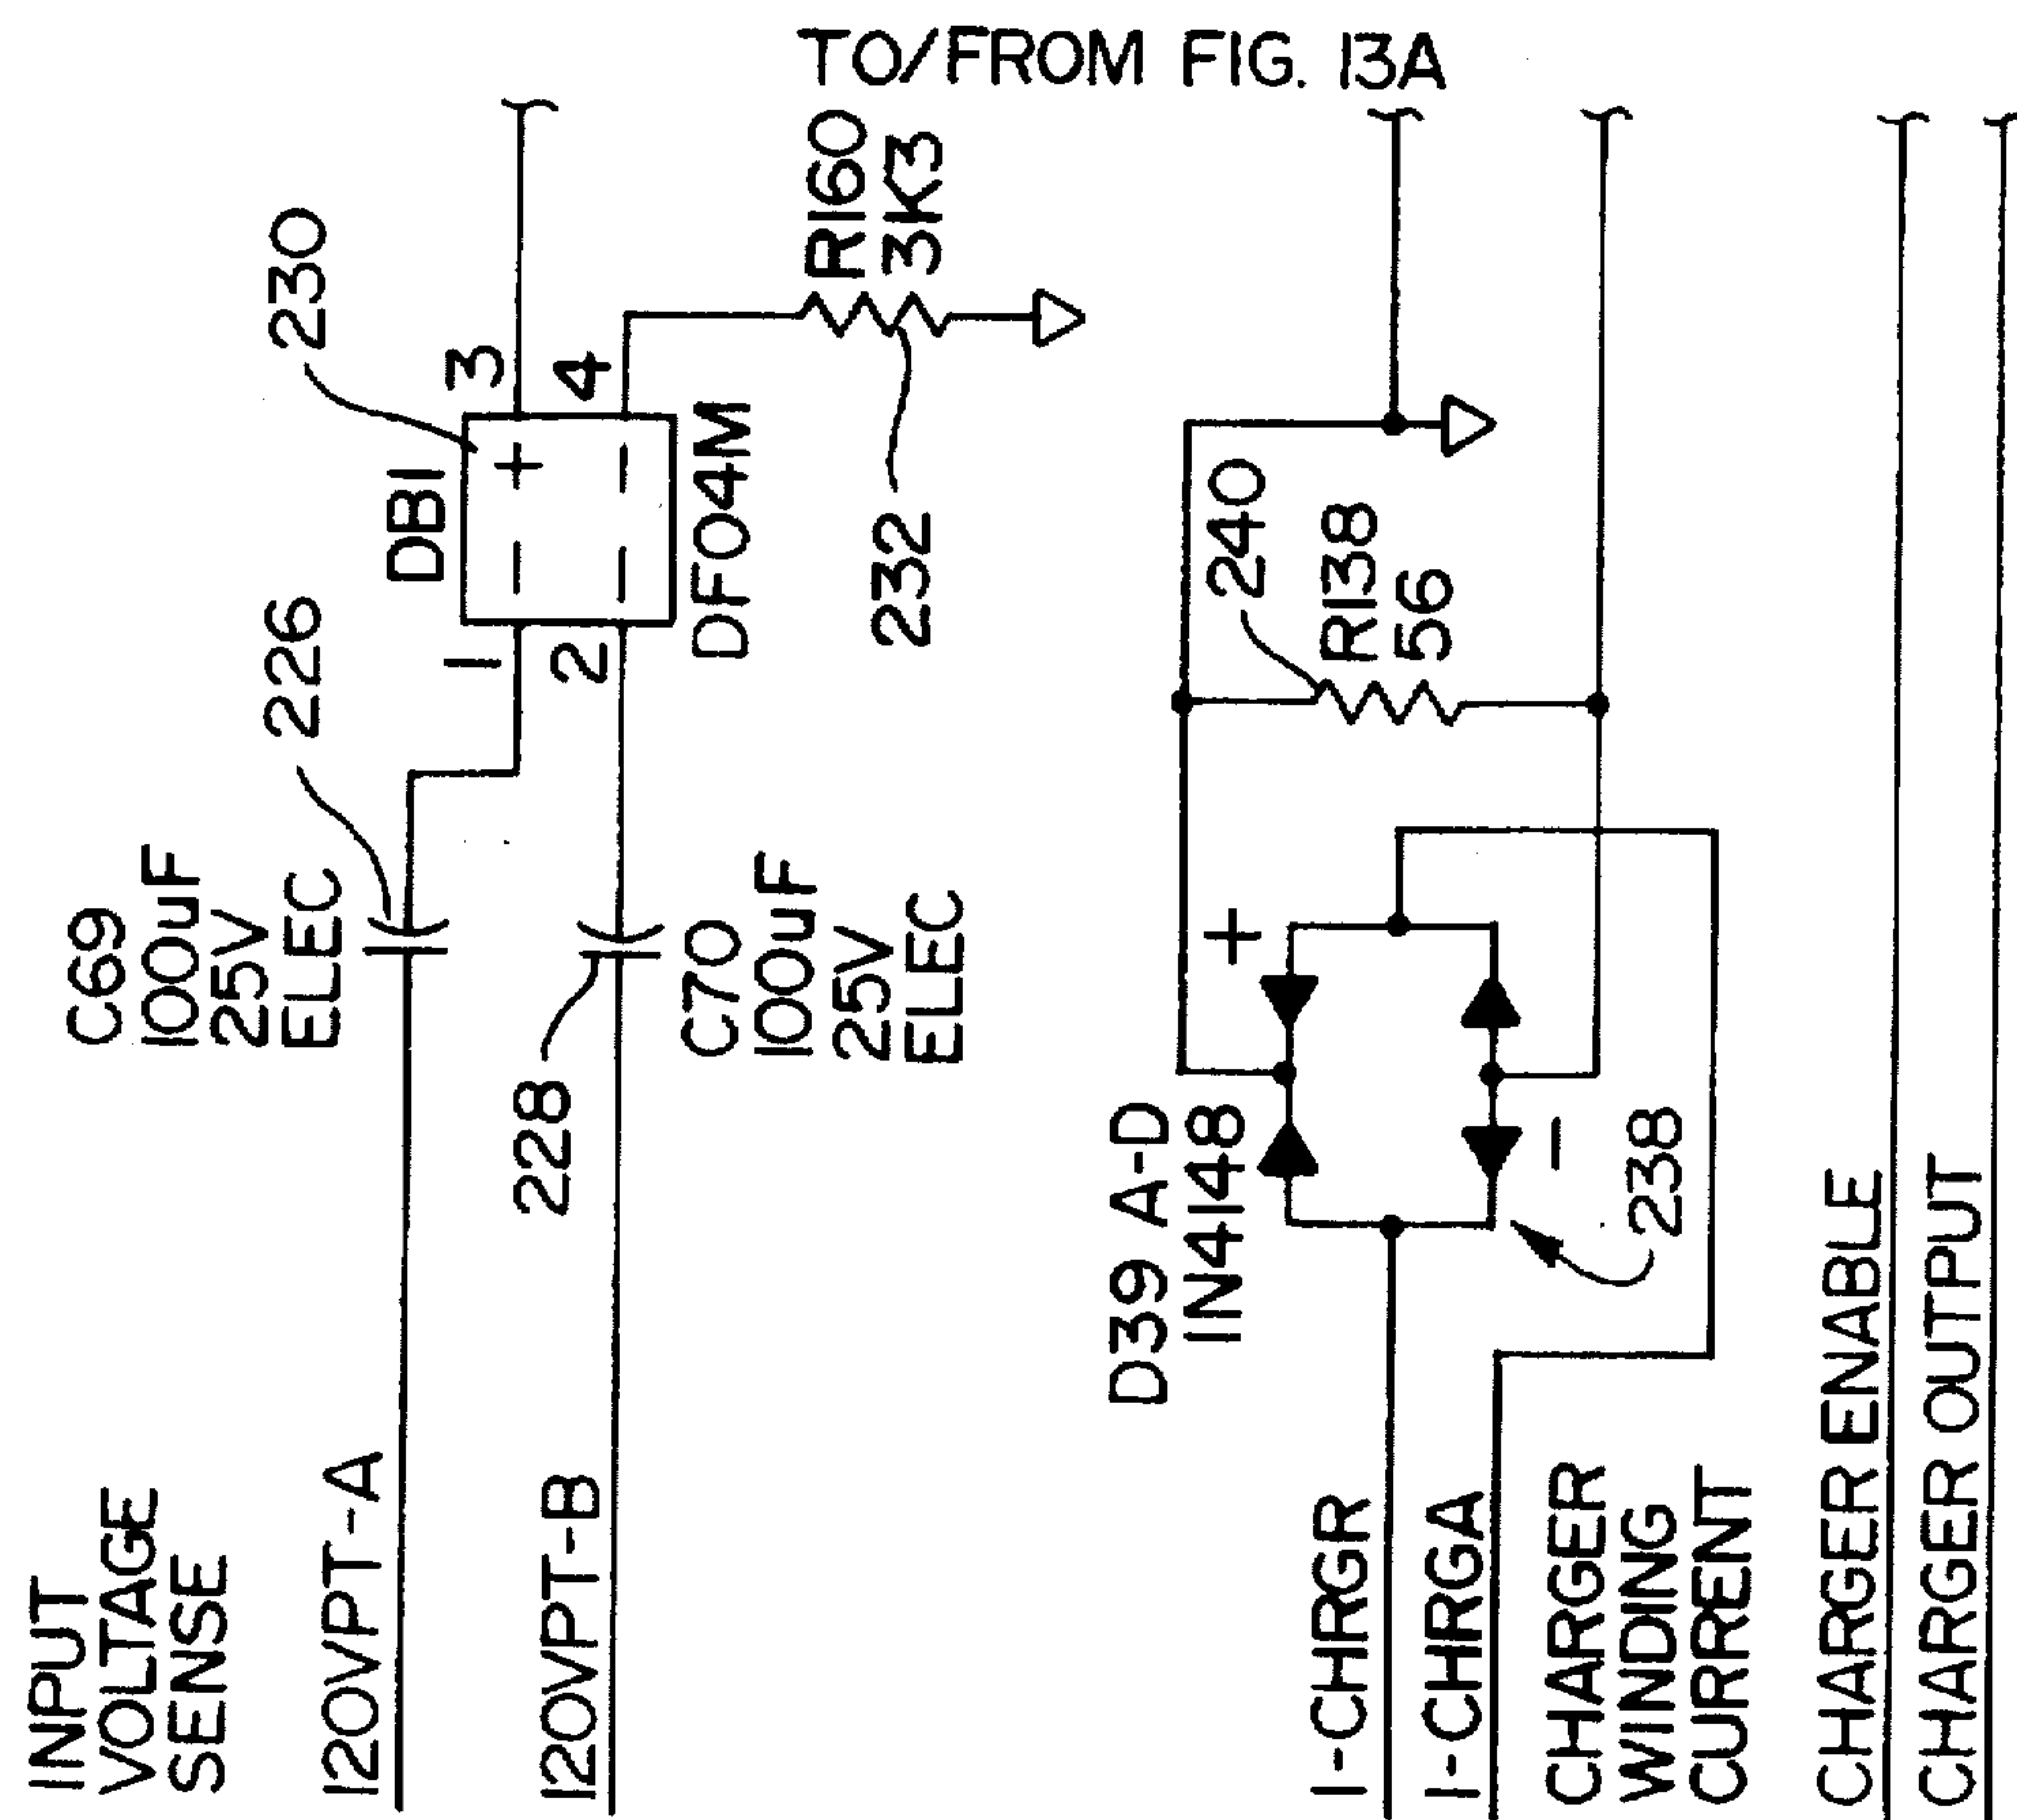 TO/FROM FIG. 13A
INPUT
VOLTAGE
SENSE
120VPT-A
120VPT-B
C69
100uF
25V
ELEC
226
228
C70
100uF
25V
ELEC
DB1
1
2
3
4
+
DF04M
230
R160
3K3
232
I-CHRGR
I-CHRGA
CHARGER
WINDING
CURRENT
D39 A-D
IN4148
+
-
238
240
R138
56
CHARGER ENABLE
CHARGER OUTPUT